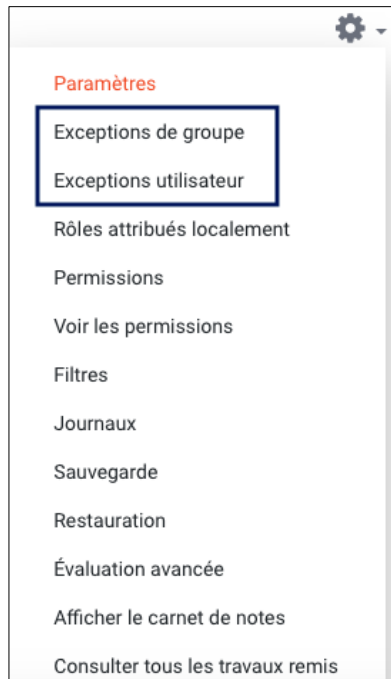 Paramètres
Exceptions de groupe
Exceptions utilisateur
Rôles attribués localement
Permissions
Voir les permissions
Filtres
Journaux
Sauvegarde
Restauration
Évaluation avancée
Afficher le carnet de notes
Consulter tous les travaux remis